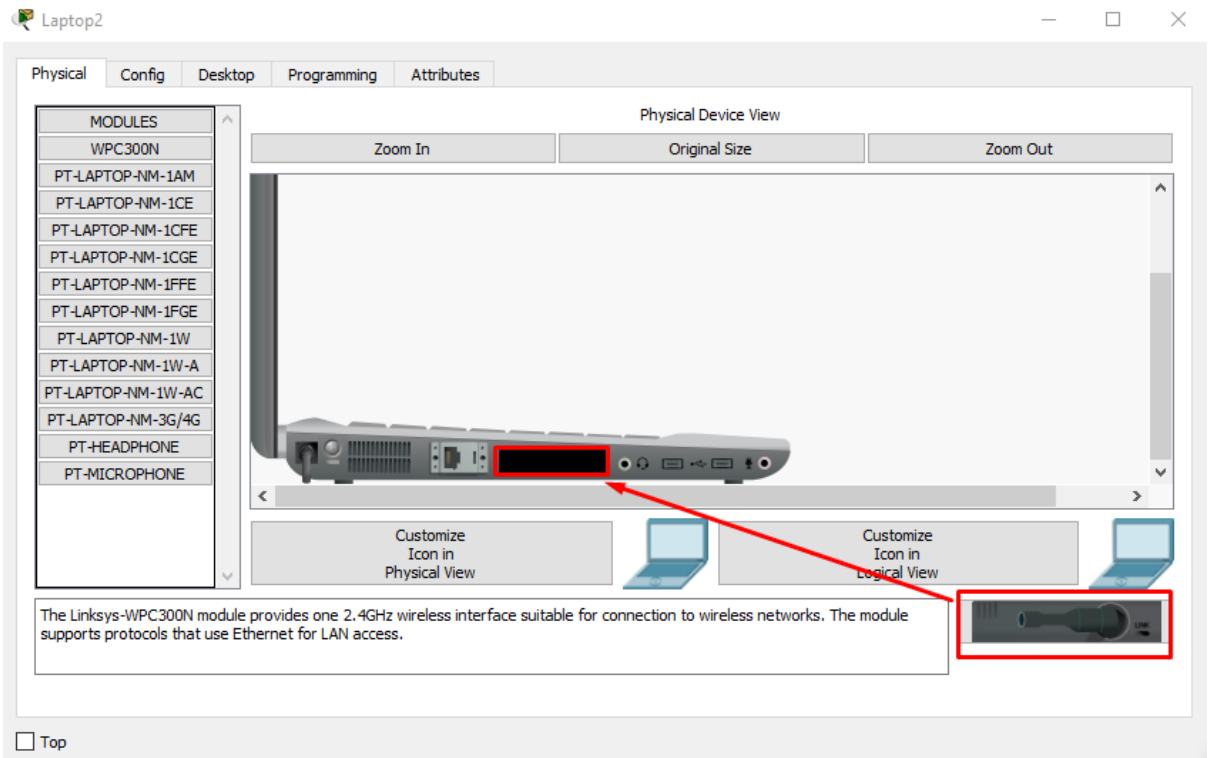 Laptop2
Physical Config Desktop Programming Attributes
MODULES
WPC300N
PT-LAPTOP-NM-1AM
PT-LAPTOP-NM-1CE
PT-LAPTOP-NM-1CFE
PT-LAPTOP-NM-1CGE
PT-LAPTOP-NM-1FFE
PT-LAPTOP-NM-1FGE
PT-LAPTOP-NM-1W
PT-LAPTOP-NM-1W-A
PT-LAPTOP-NM-1W-AC
PT-LAPTOP-NM-3G/4G
PT-HEADPHONE
PT-MICROPHONE
Physical Device View
Zoom In Original Size Zoom Out
Customize
Icon in
Physical View
Customize
Icon in
Logical View
The Linksys-WPC300N module provides one 2.4GHz wireless interface suitable for connection to wireless networks. The module
supports protocols that use Ethernet for LAN access.
LINK
Top